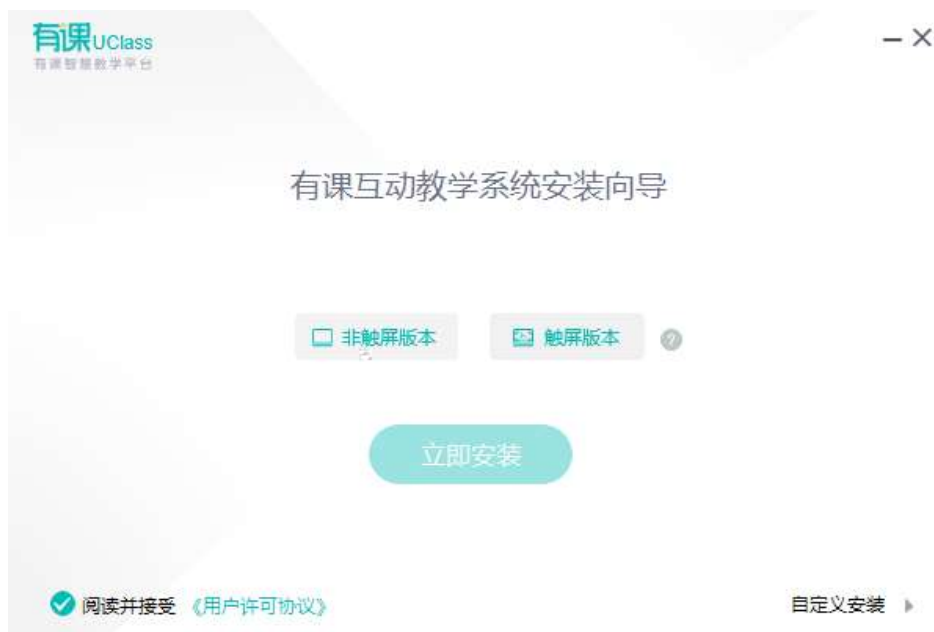 有课UClass
有课智慧教学平台
有课互动教学系统安装向导
非触屏版本 触屏版本 ?
立即安装
阅读并接受 《用户许可协议》 自定义安装